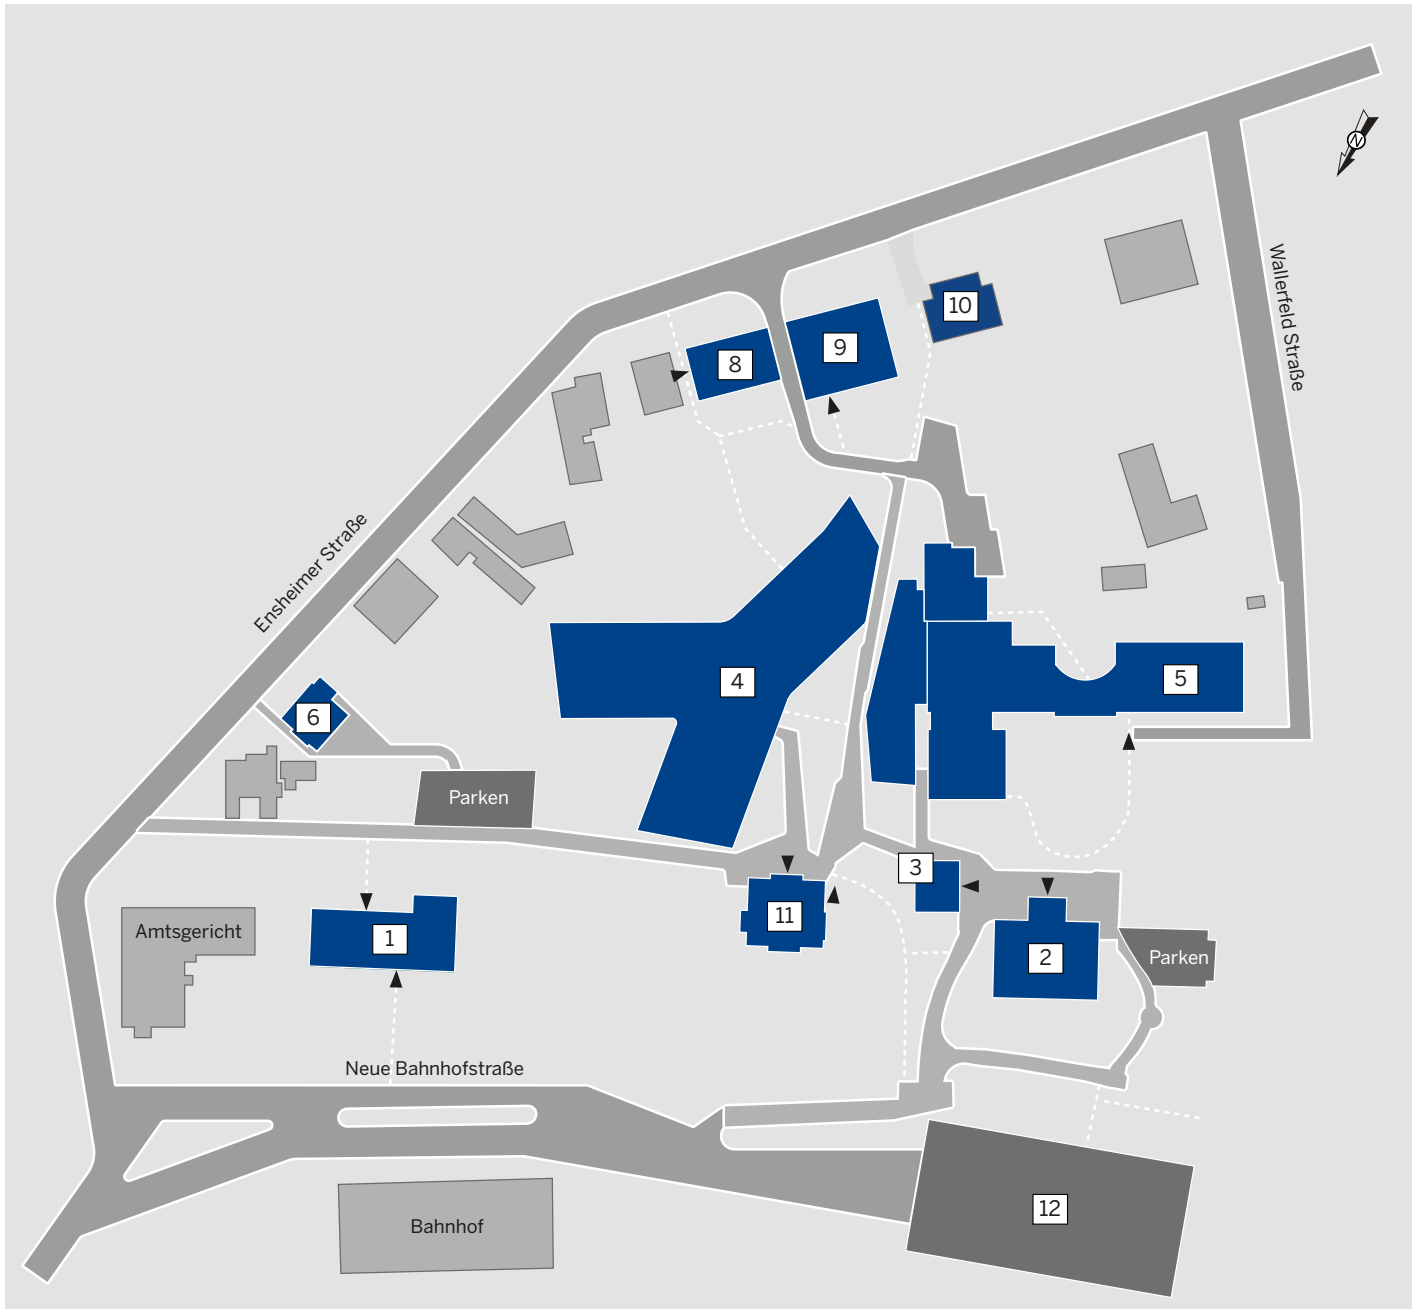 N
Wallerfeld Straße
10
9
8
Ensheimer Straße
4
5
6
Parken
3
11
Amtsgericht
1
2
Parken
Neue Bahnhofstraße
12
Bahnhof